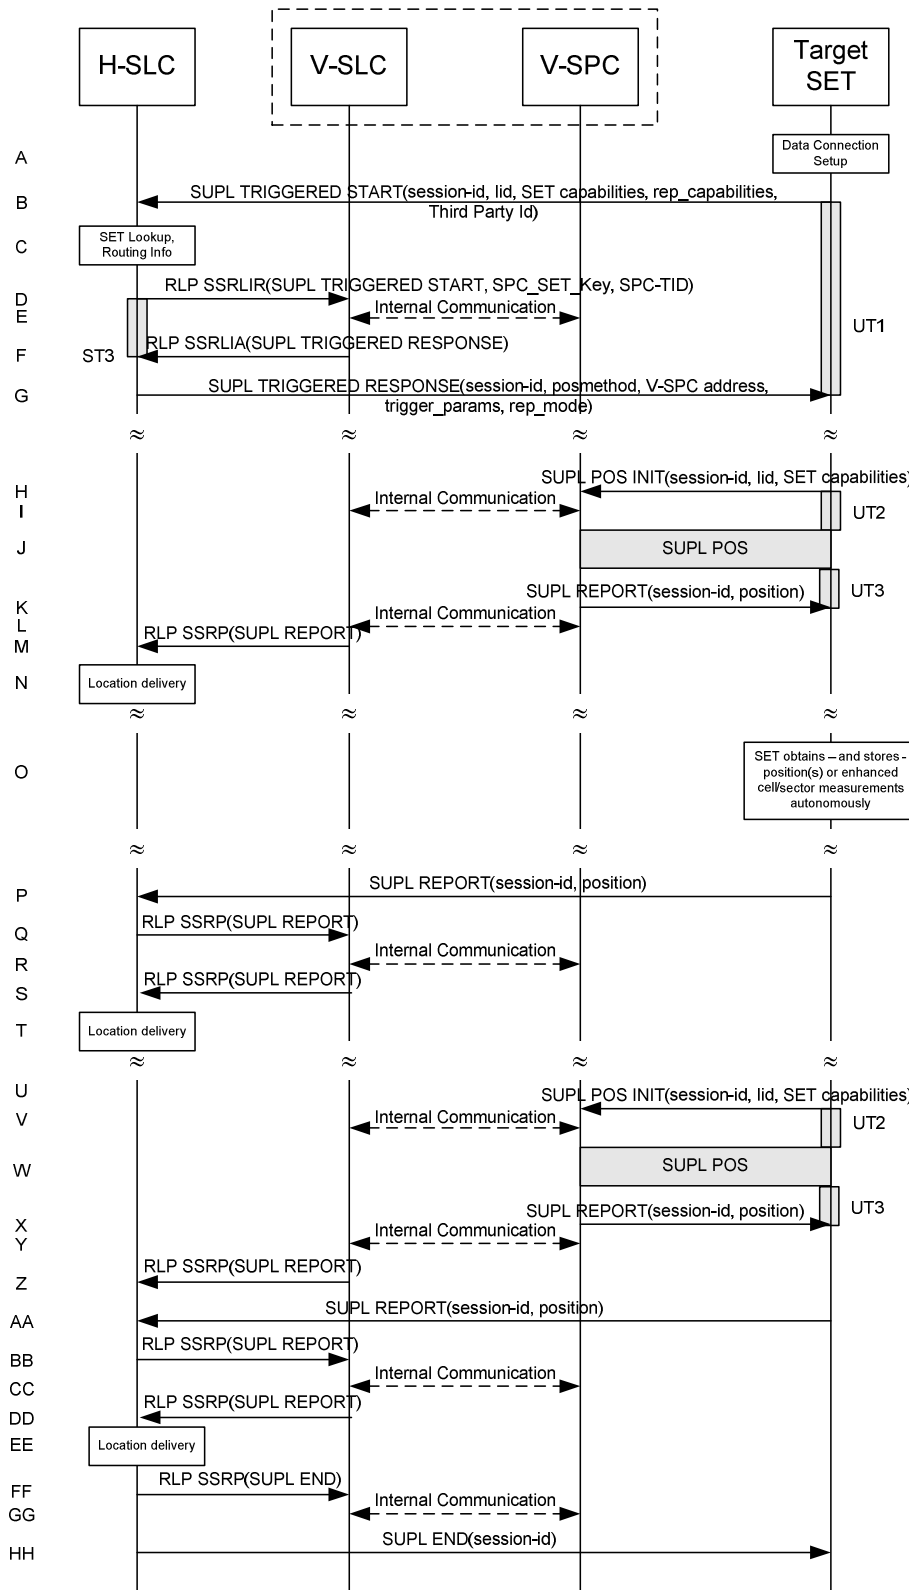 H-SLC
V-SLC
V-SPC
Target
SET
A
Data Connection
Setup
B
SUPL TRIGGERED START(session-id, lid, SET capabilities, rep_capabilities,
Third Party Id)
C
SET Lookup,
Routing Info
D
RLP SSRLIR(SUPL TRIGGERED START, SPC_SET_Key, SPC-TID)
E
Internal Communication
UT1
F
ST3
RLP SSRLIA(SUPL TRIGGERED RESPONSE)
G
SUPL TRIGGERED RESPONSE(session-id, posmethod, V-SPC address,
trigger_params, rep_mode)
≈ ≈ ≈ ≈
H
SUPL POS INIT(session-id, lid, SET capabilities)
I
Internal Communication
UT2
J
SUPL POS
K
SUPL REPORT(session-id, position)
UT3
L
Internal Communication
M
RLP SSRP(SUPL REPORT)
N
Location delivery
≈ ≈ ≈ ≈
O
SET obtains – and stores -
position(s) or enhanced
cell/sector measurements
autonomously
≈ ≈ ≈ ≈
P
SUPL REPORT(session-id, position)
Q
RLP SSRP(SUPL REPORT)
R
Internal Communication
S
RLP SSRP(SUPL REPORT)
T
Location delivery
≈ ≈ ≈ ≈
U
SUPL POS INIT(session-id, lid, SET capabilities)
V
Internal Communication
UT2
W
SUPL POS
X
SUPL REPORT(session-id, position)
UT3
Y
Internal Communication
Z
RLP SSRP(SUPL REPORT)
AA
SUPL REPORT(session-id, position)
BB
RLP SSRP(SUPL REPORT)
CC
Internal Communication
DD
RLP SSRP(SUPL REPORT)
EE
Location delivery
FF
RLP SSRP(SUPL END)
GG
Internal Communication
HH
SUPL END(session-id)